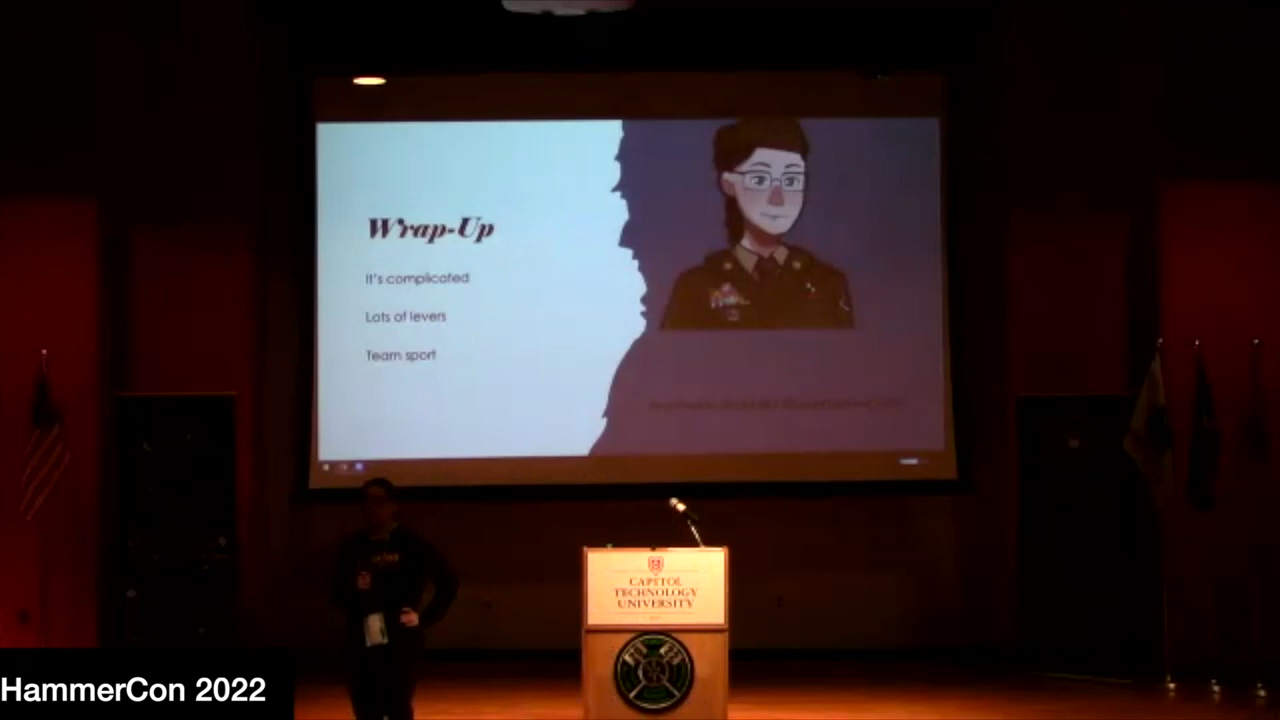 Wrap-Up
It's complicated
Lots of levers
Team sport
CAPITOL
TECHNOLOGY
UNIVERSITY
HammerCon 2022